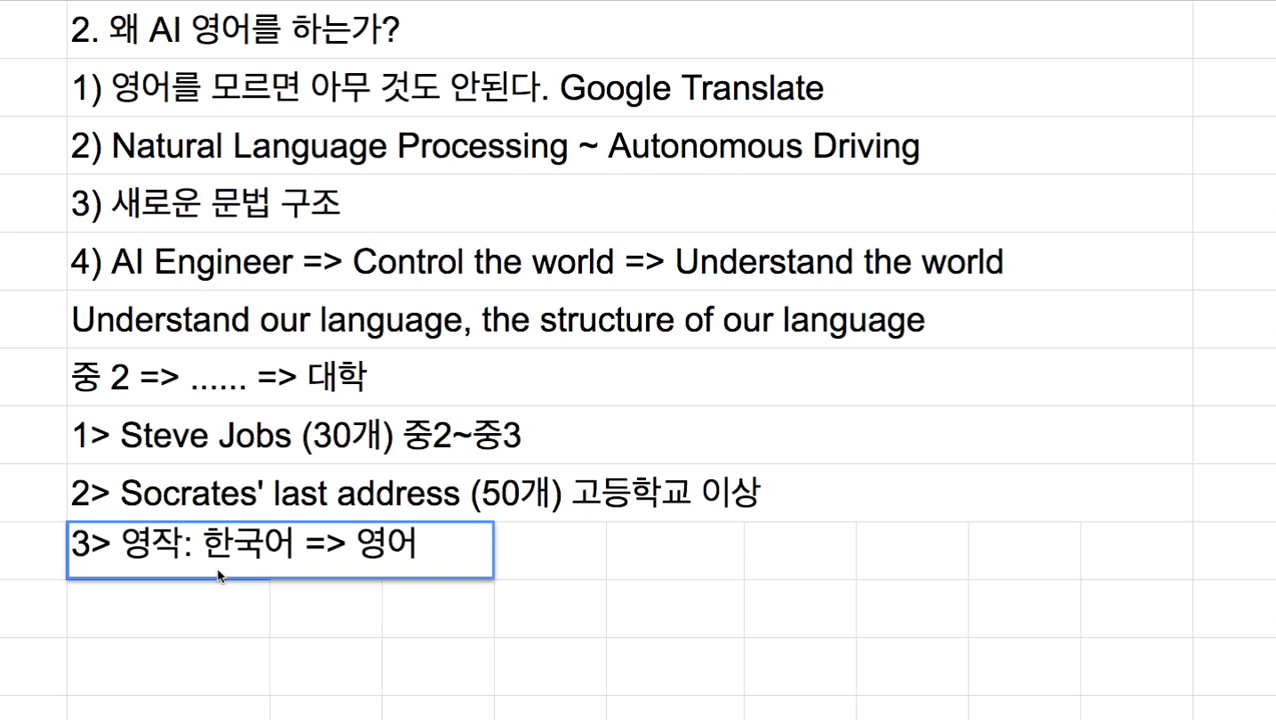 2. 왜 AI 영어를 하는가?
1) 영어를 모르면 아무 것도 안된다. Google Translate
2) Natural Language Processing ~ Autonomous Driving
3) 새로운 문법 구조
4) AI Engineer => Control the world => Understand the world
Understand our language, the structure of our language
중 2 => ...... => 대학
1> Steve Jobs (30개) 중2~중3
2> Socrates' last address (50개) 고등학교 이상
3> 영작: 한국어 => 영어